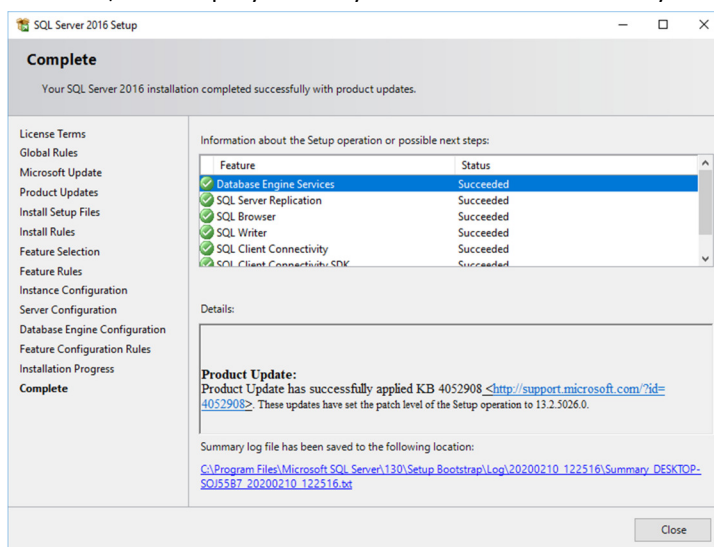 SQL Server 2016 Setup
Complete
Your SQL Server 2016 installation completed successfully with product updates.
License Terms
Global Rules
Microsoft Update
Product Updates
Install Setup Files
Install Rules
Feature Selection
Feature Rules
Instance Configuration
Server Configuration
Database Engine Configuration
Feature Configuration Rules
Installation Progress
Complete
Information about the Setup operation or possible next steps:
Feature Status
Database Engine Services Succeeded
SQL Server Replication Succeeded
SQL Browser Succeeded
SQL Writer Succeeded
SQL Client Connectivity Succeeded
SQL Client Connectivity SDK Succeeded
Details:
Product Update:
Product Update has successfully applied KB 4052908 <http://support.microsoft.com/?id=
4052908>. These updates have set the patch level of the Setup operation to 13.2.5026.0.
Summary log file has been saved to the following location:
C:\Program Files\Microsoft SQL Server\130\Setup Bootstrap\Log\20200210_122516\Summary_DESKTOP-
SOJ55B7_20200210_122516.txt
Close